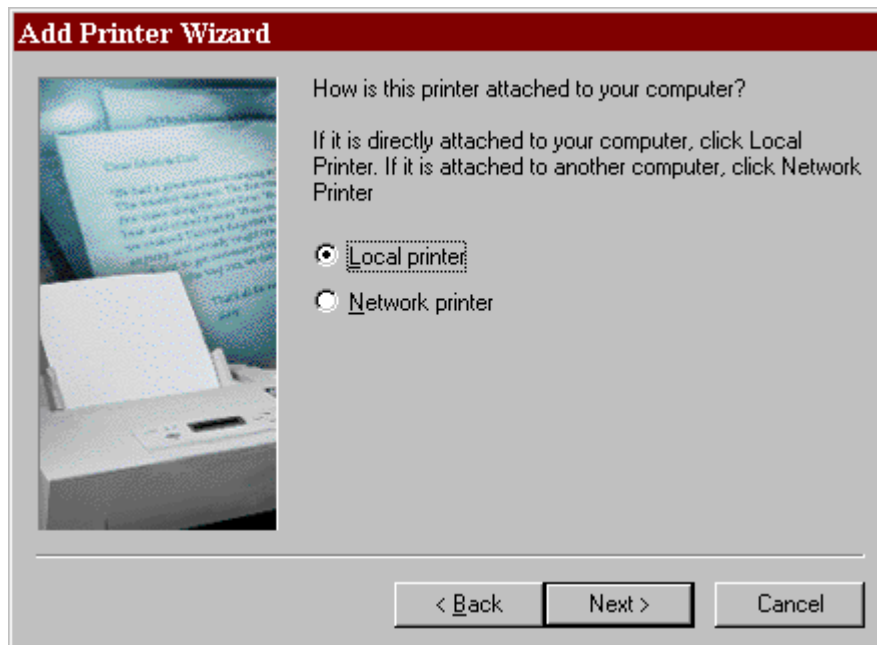 Add Printer Wizard
How is this printer attached to your computer?
If it is directly attached to your computer, click Local
Printer. If it is attached to another computer, click Network
Printer
Local printer
Network printer
< Back
Next >
Cancel